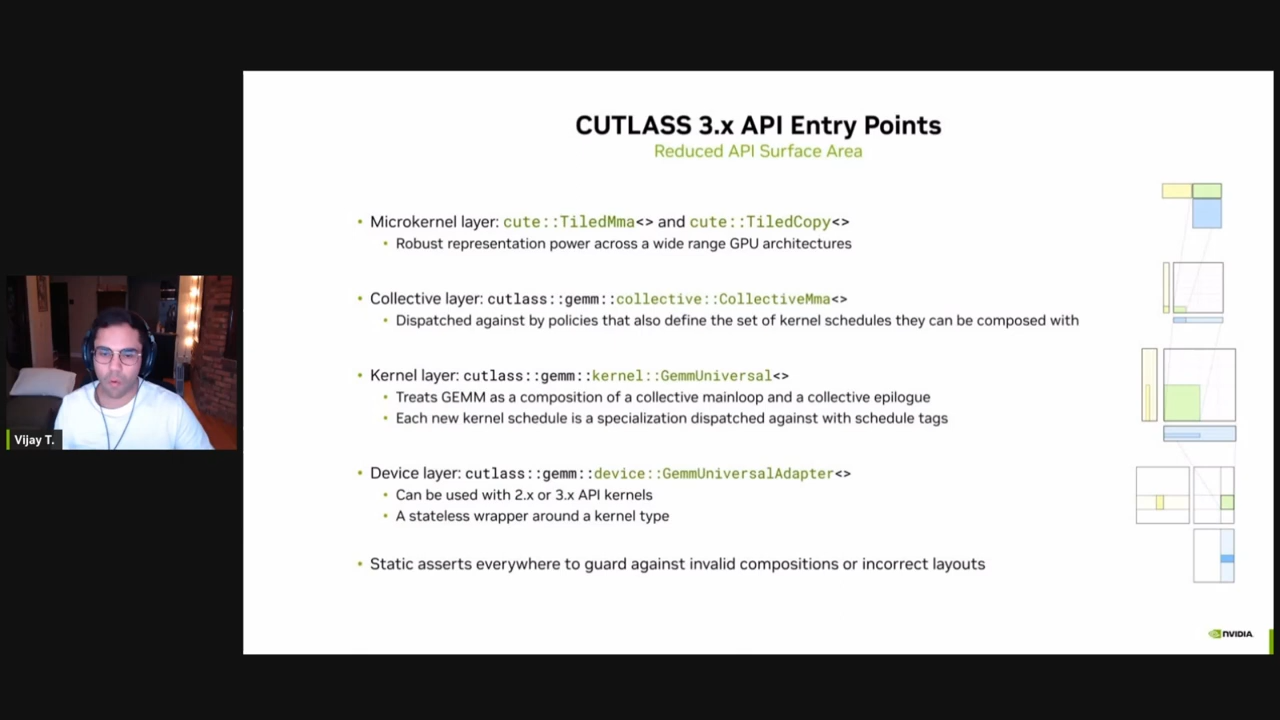 CUTLASS 3.x API Entry Points
Reduced API Surface Area
• Microkernel layer: cute::TiledMma<> and cute::TiledCopy<>
• Robust representation power across a wide range GPU architectures
• Collective layer: cutlass::gemm::collective::CollectiveMma<>
• Dispatched against by policies that also define the set of kernel schedules they can be composed with
• Kernel layer: cutlass::gemm::kernel::GemmUniversal<>
• Treats GEMM as a composition of a collective mainloop and a collective epilogue
• Each new kernel schedule is a specialization dispatched against with schedule tags
• Device layer: cutlass::gemm::device::GemmUniversalAdapter<>
• Can be used with 2.x or 3.x API kernels
• A stateless wrapper around a kernel type
• Static asserts everywhere to guard against invalid compositions or incorrect layouts
Vijay T.
NVIDIA